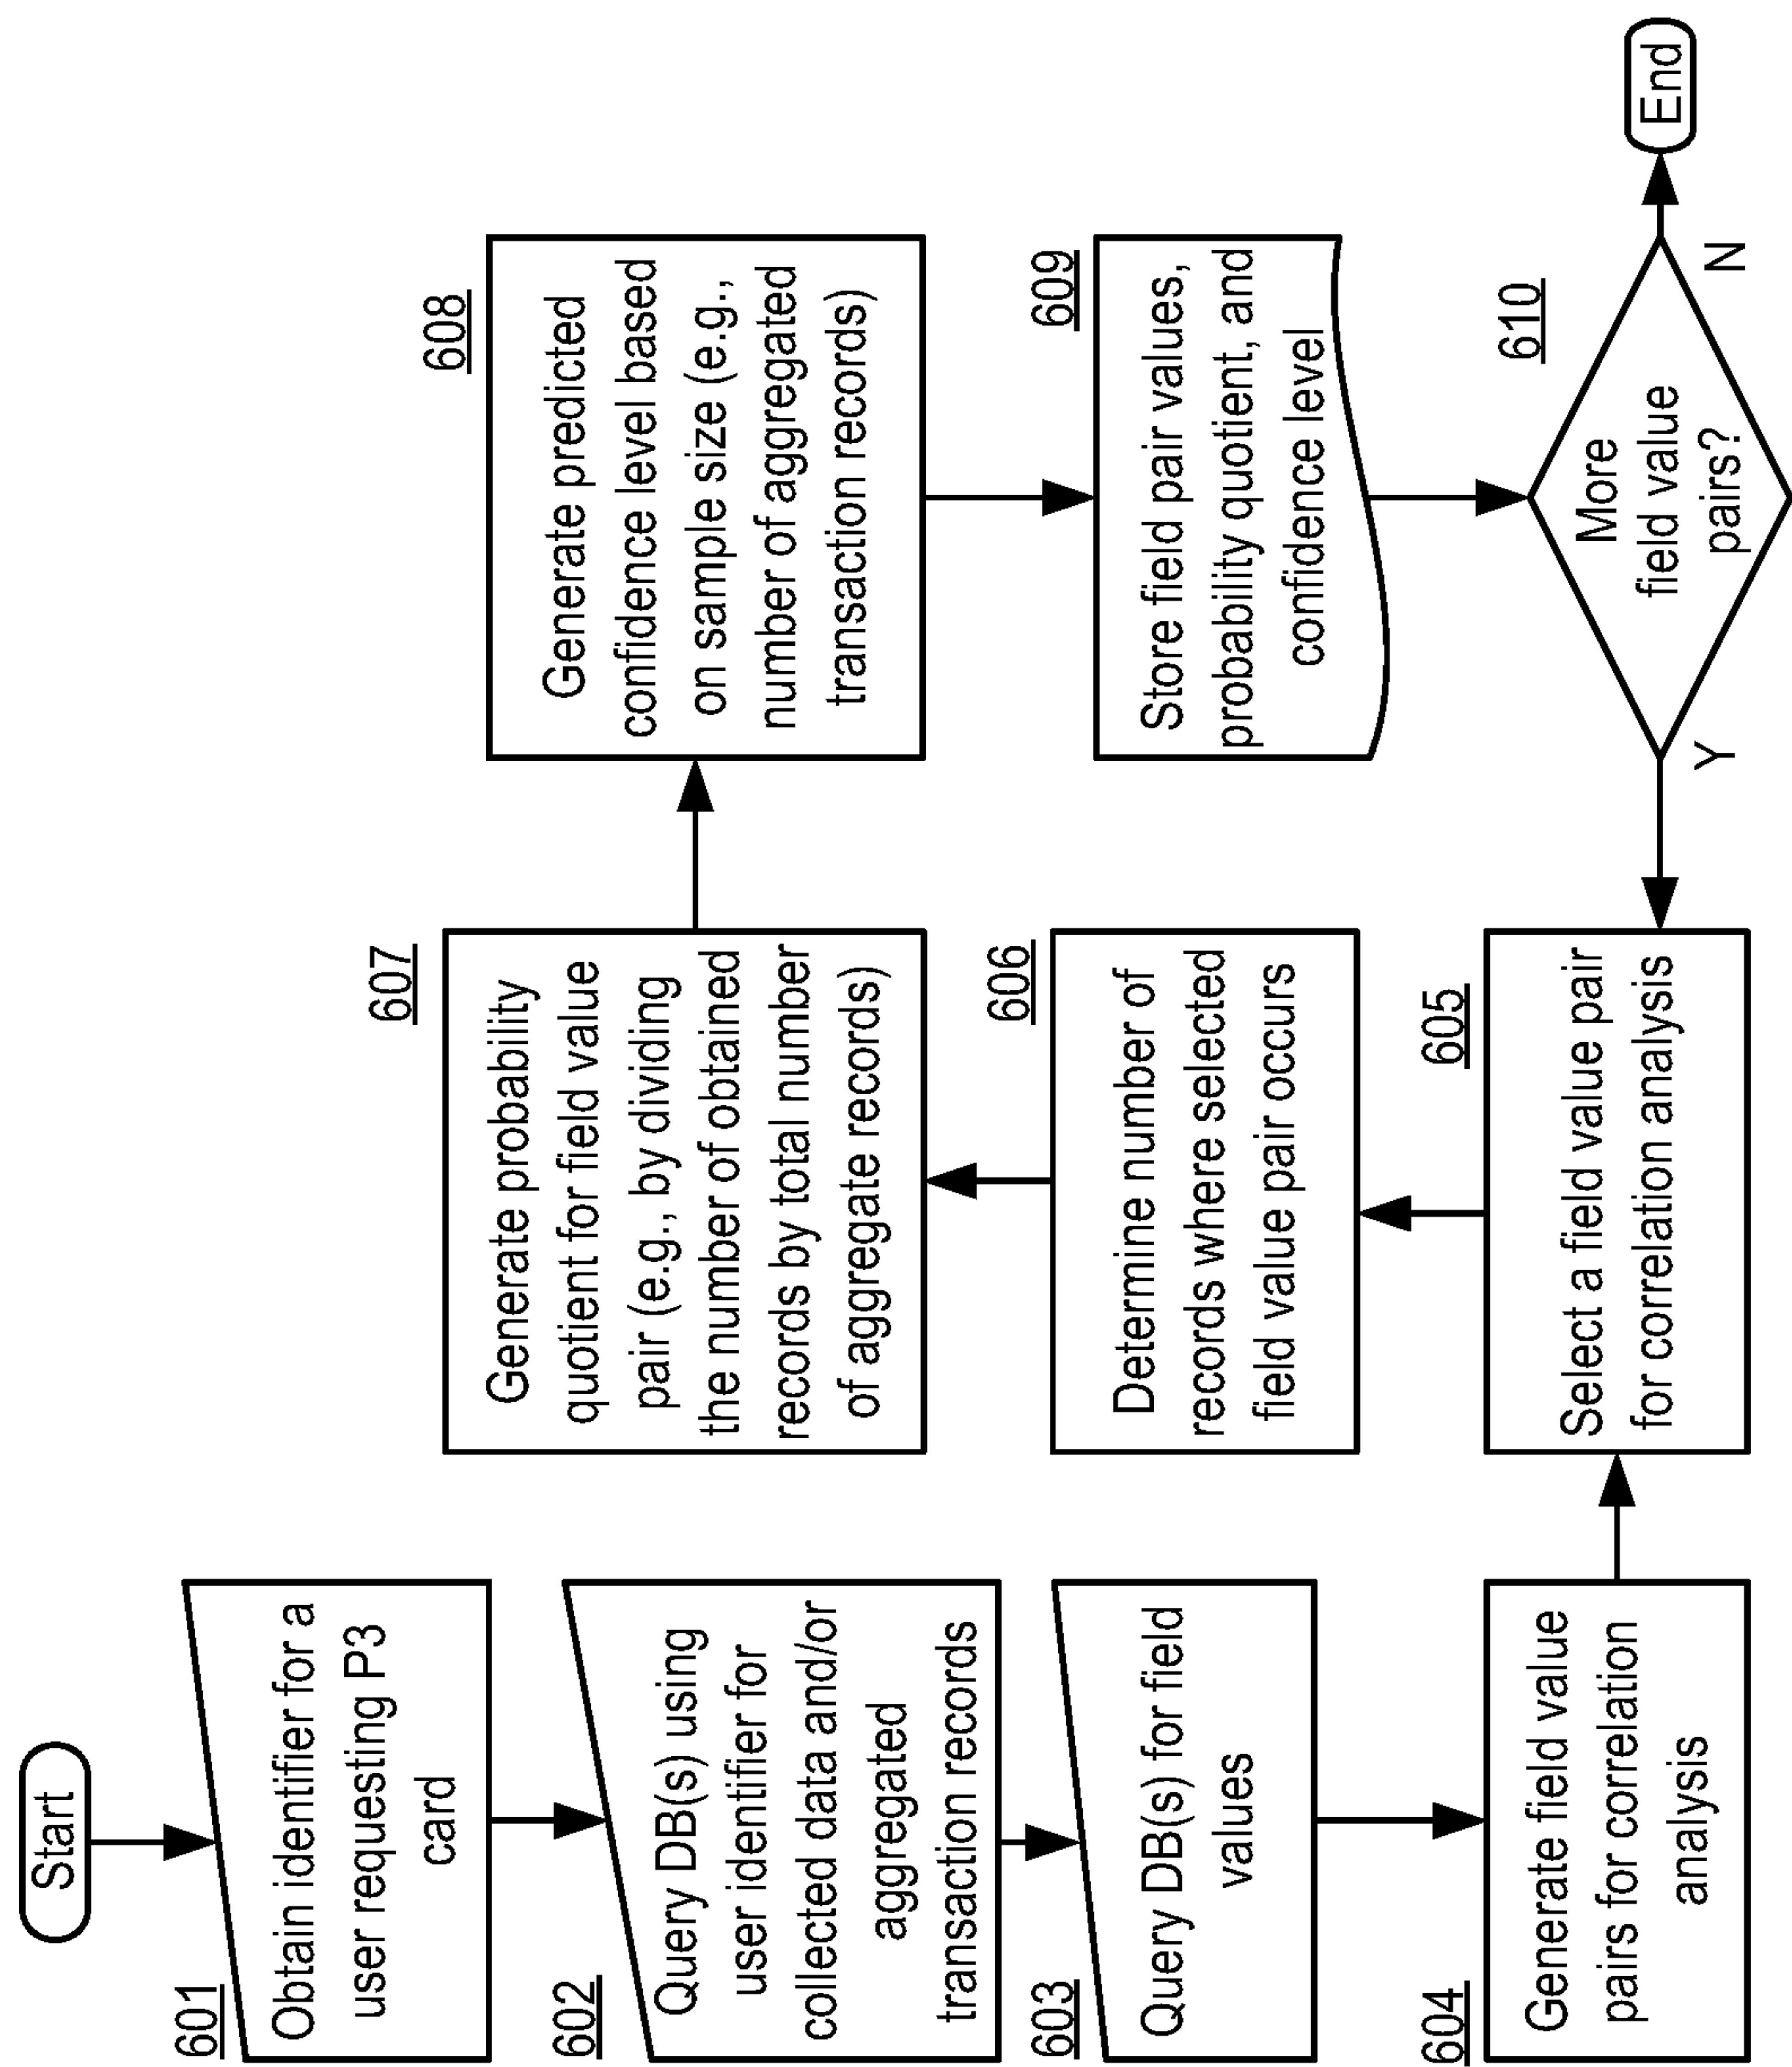 Start
601
Obtain identifier for a
user requesting P3
card
602
Query DB(s) using
user identifier for
collected data and/or
aggregated
transaction records
603
Query DB(s) for field
values
604
Generate field value
pairs for correlation
analysis
605
Select a field value pair
for correlation analysis
606
Determine number of
records where selected
field value pair occurs
607
Generate probability
quotient for field value
pair (e.g., by dividing
the number of obtained
records by total number
of aggregate records)
608
Generate predicted
confidence level based
on sample size (e.g.,
number of aggregated
transaction records)
609
Store field pair values,
probability quotient, and
confidence level
610
More
field value
pairs?
Y
N
End